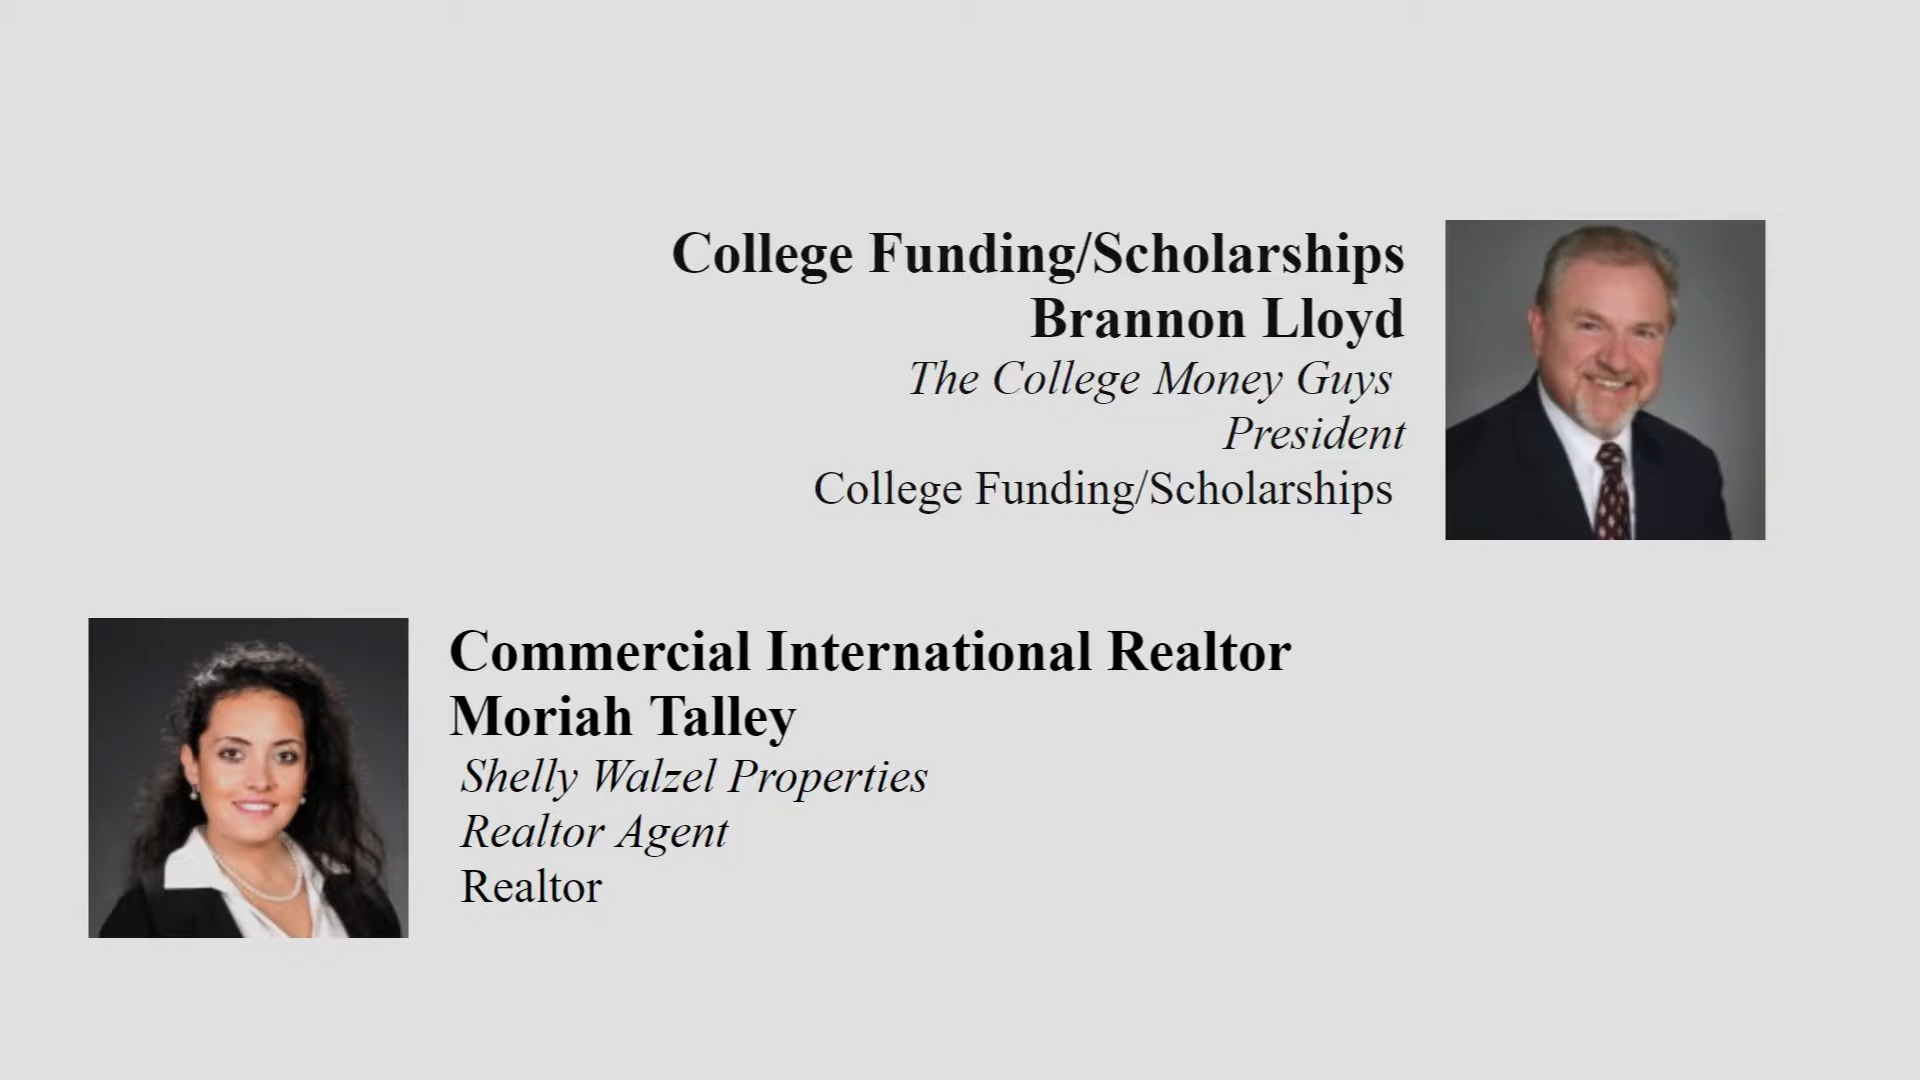 College Funding/Scholarships
Brannon Lloyd
The College Money Guys
President
College Funding/Scholarships
Commercial International Realtor
Moriah Talley
Shelly Walzel Properties
Realtor Agent
Realtor